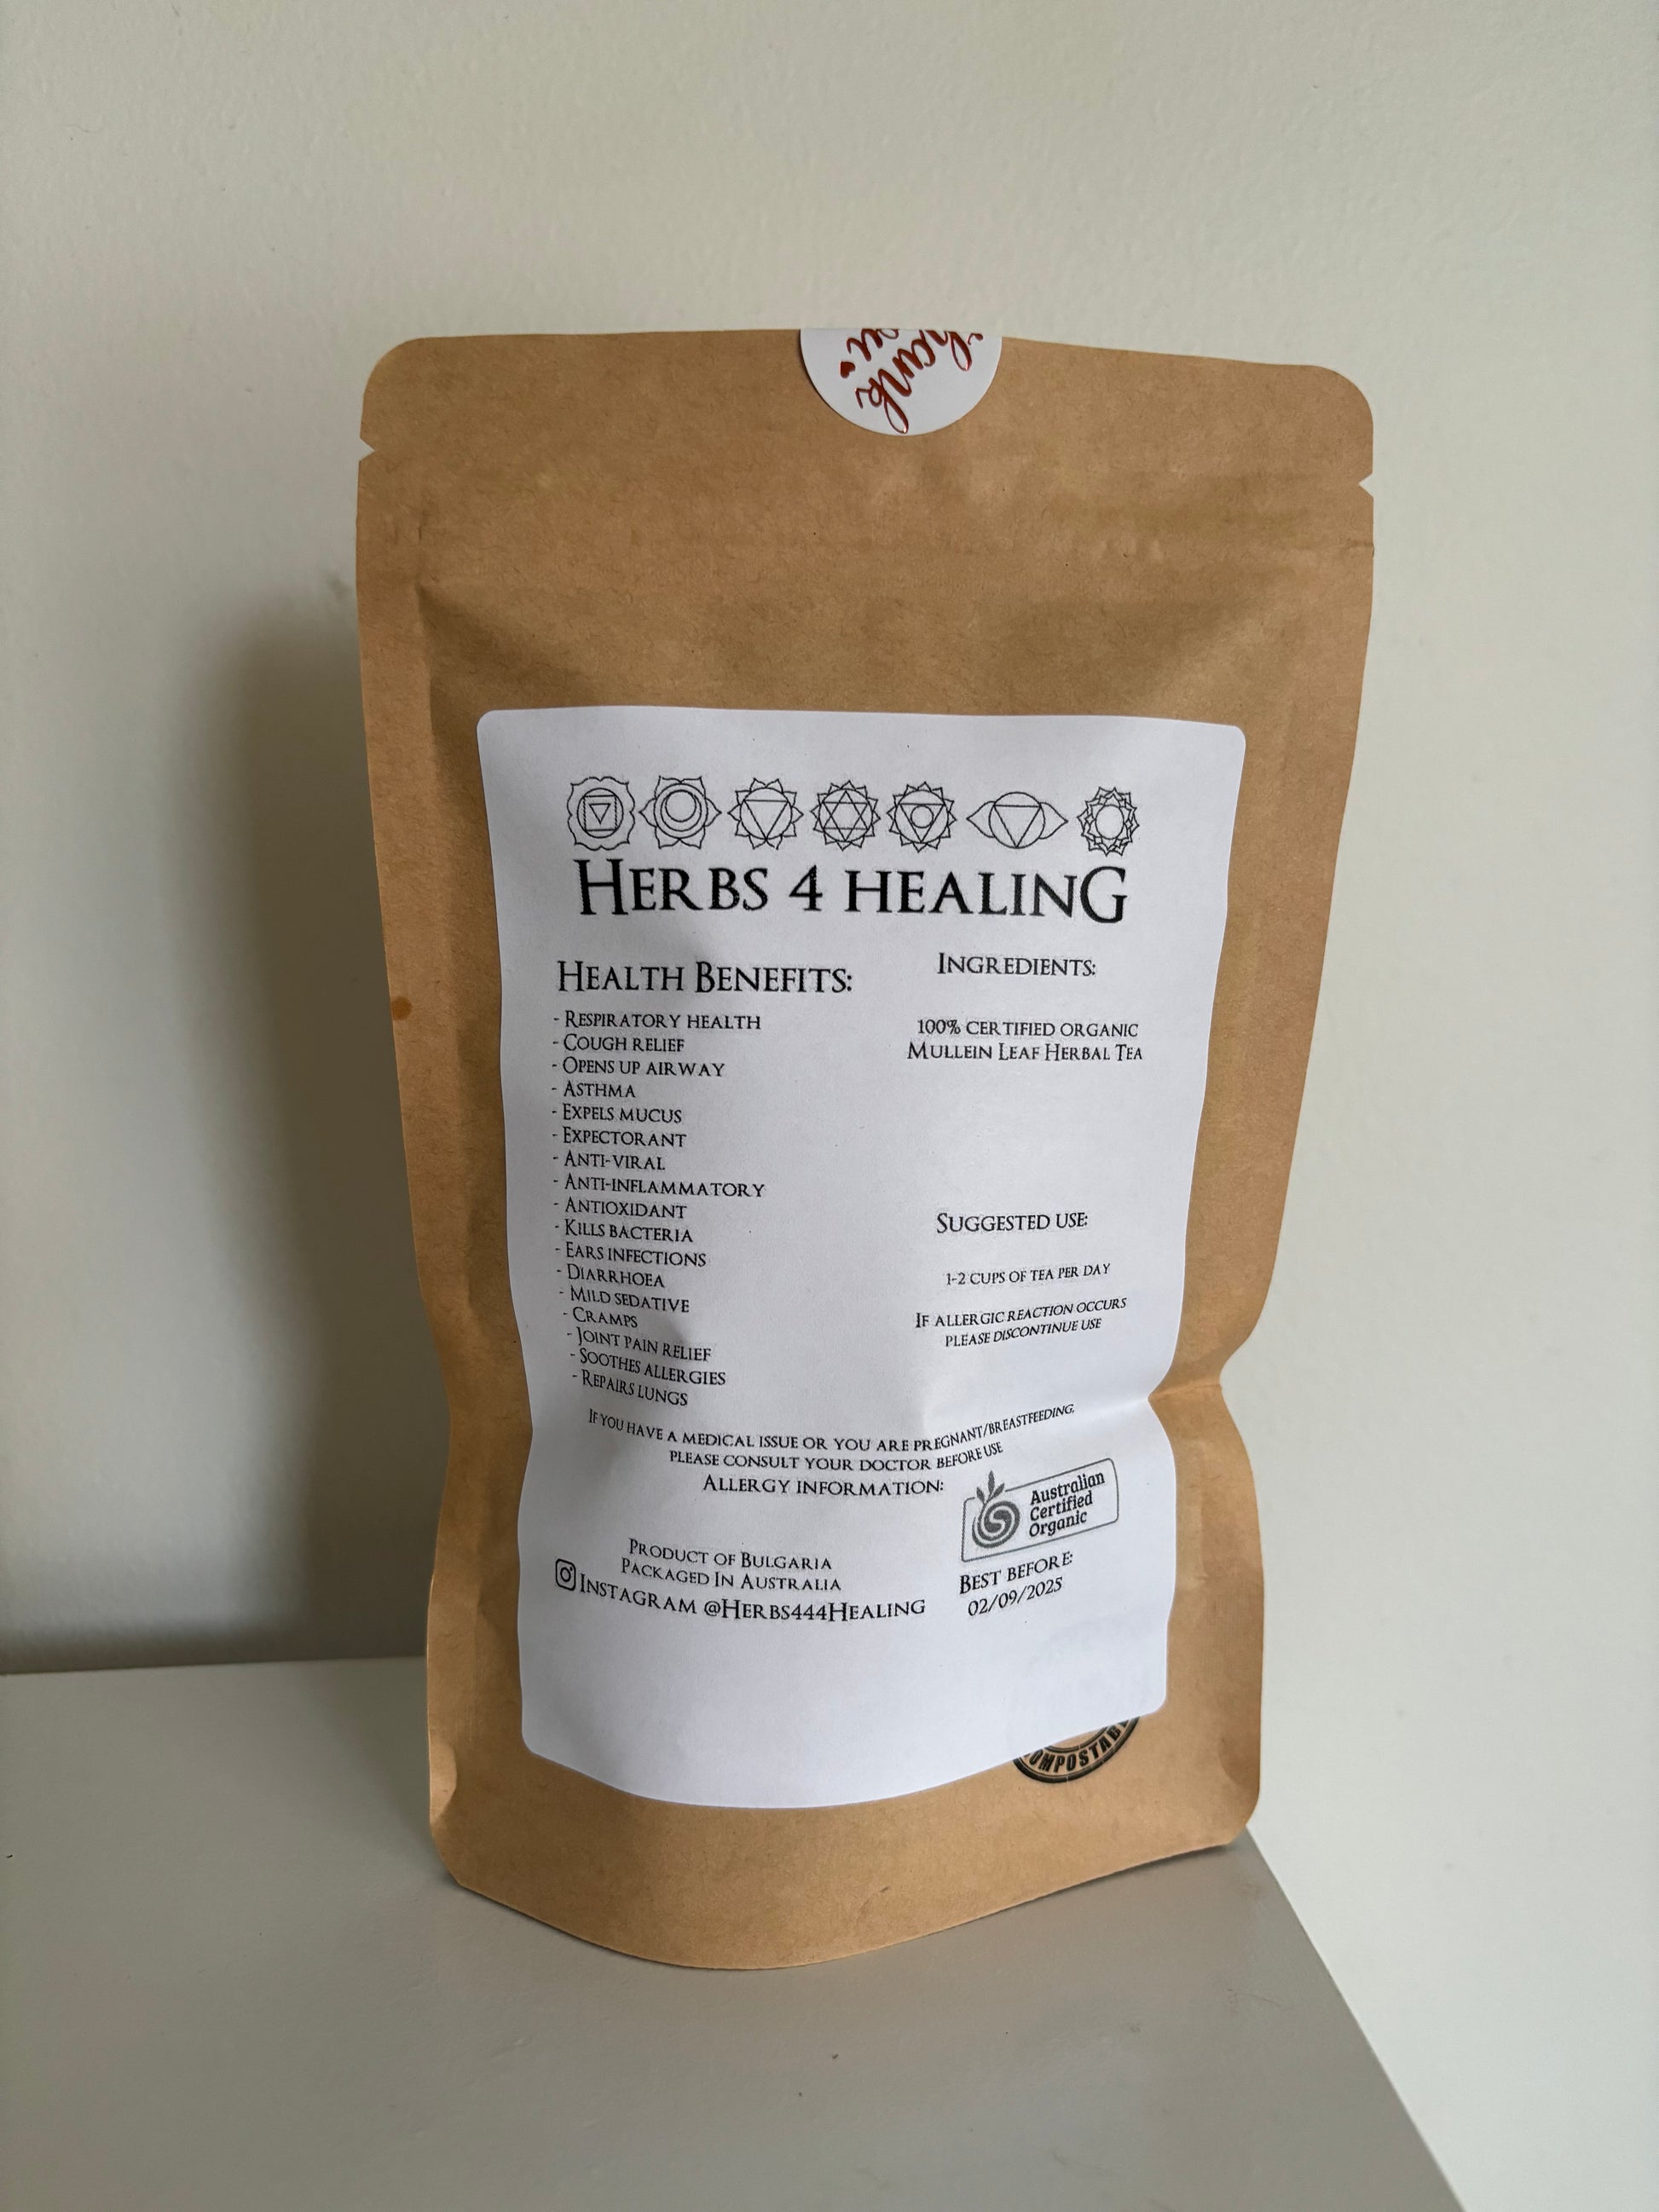 thank
you
HERBS 4 HEALING
HEALTH BENEFITS:
- RESPIRATORY HEALTH
- COUGH RELIEF
- OPENS UP AIRWAY
- ASTHMA
- EXPELS MUCUS
- EXPECTORANT
- ANTI-VIRAL
- ANTI-INFLAMMATORY
- ANTIOXIDANT
- KILLS BACTERIA
- EARS INFECTIONS
- DIARRHOEA
- MILD SEDATIVE
- CRAMPS
- JOINT PAIN RELIEF
- SOOTHES ALLERGIES
- REPAIRS LUNGS
INGREDIENTS:
100% CERTIFIED ORGANIC
MULLEIN LEAF HERBAL TEA
SUGGESTED USE:
1-2 CUPS OF TEA PER DAY
IF ALLERGIC REACTION OCCURS
PLEASE DISCONTINUE USE
IF YOU HAVE A MEDICAL ISSUE OR YOU ARE PREGNANT/BREASTFEEDING,
PLEASE CONSULT YOUR DOCTOR BEFORE USE
ALLERGY INFORMATION:
Australian
Certified
Organic
PRODUCT OF BULGARIA
PACKAGED IN AUSTRALIA
INSTAGRAM @HERBS444HEALING
BEST BEFORE:
02/09/2025
OMPOSTAB